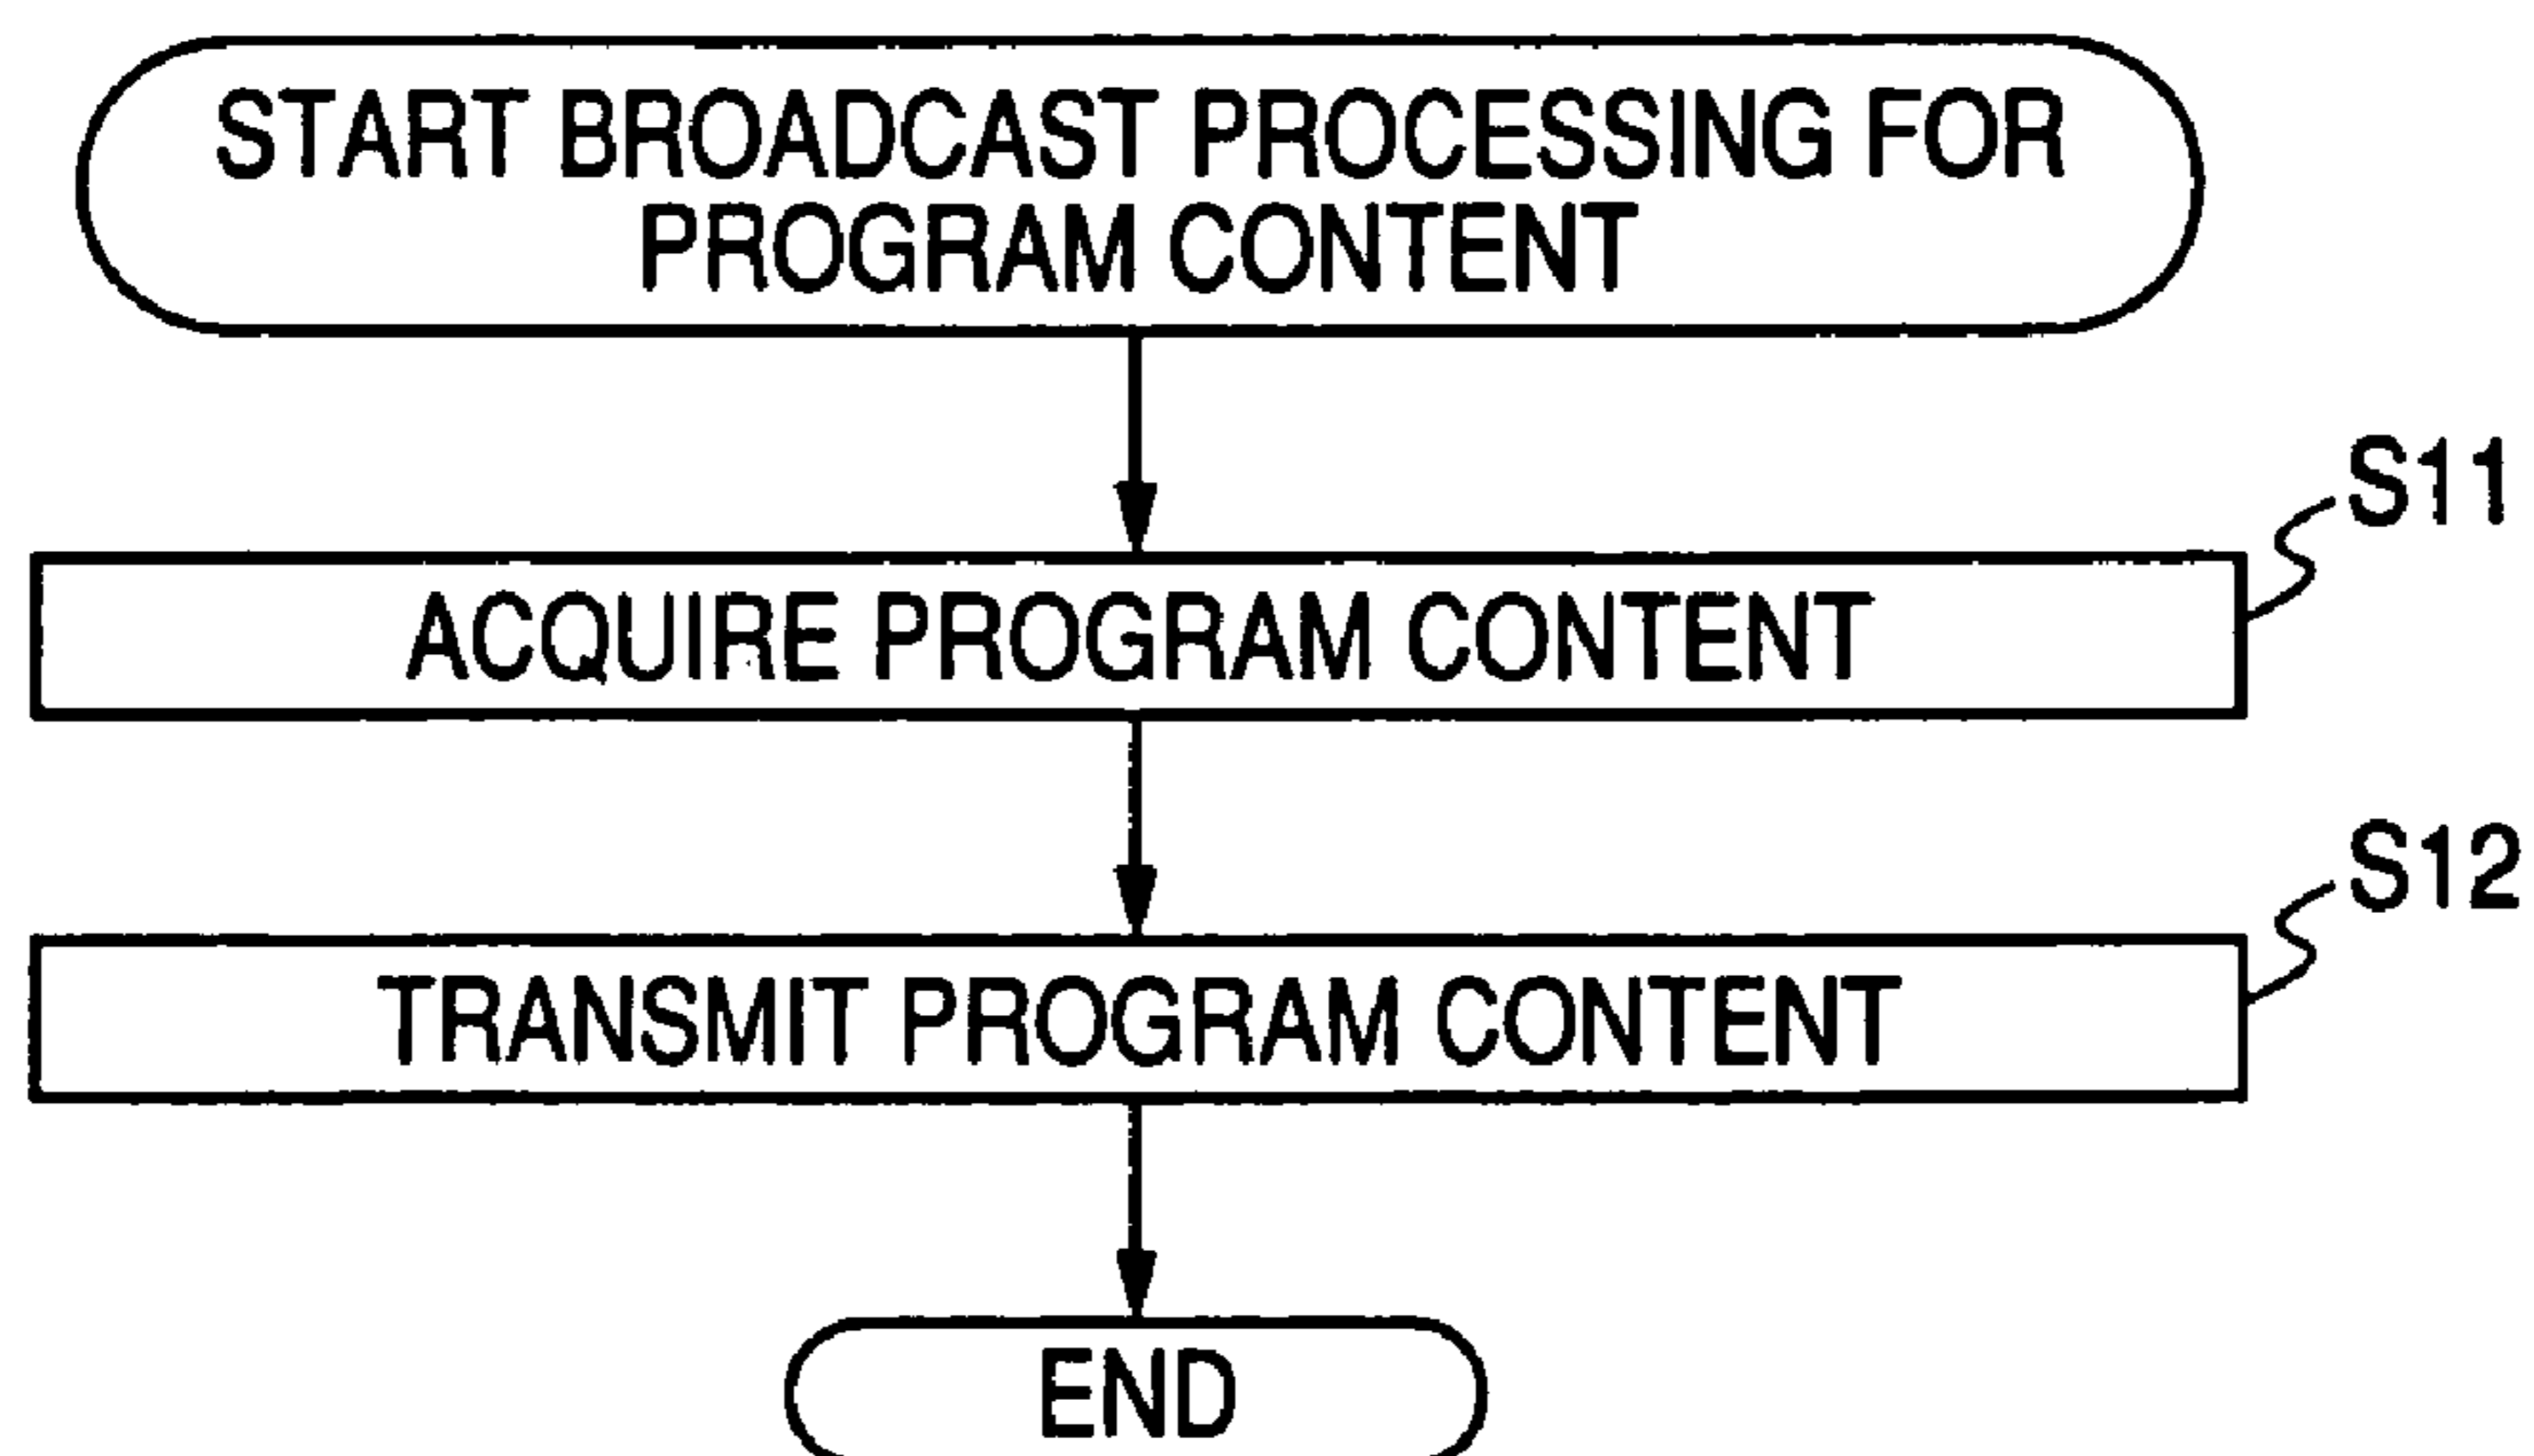 START BROADCAST PROCESSING FOR
PROGRAM CONTENT
S11
ACQUIRE PROGRAM CONTENT
S12
TRANSMIT PROGRAM CONTENT
END